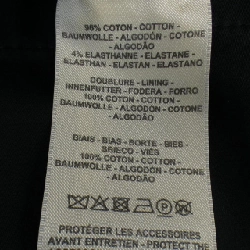 96% COTON - COTTON -
BAUMWOLLE - ALGODÓN - COTONE
- ALGODÃO
4% ELASTHANNE - ELASTANE -
ELASTHAN - ELASTAN - ELASTANO
DOUBLURE - LINING -
INNENFUTTER - FODERA - FORRO
100% COTON - COTTON -
BAUMWOLLE - ALGODÓN - COTONE
- ALGODÃO
BIAIS - BIAS - BORTE - BIES -
SBIECO - VIÉS
100% COTON - COTTON -
BAUMWOLLE - ALGODÓN - COTONE
- ALGODÃO
PROTÉGER LES ACCESSOIRES
AVANT ENTRETIEN - PROTECT THE